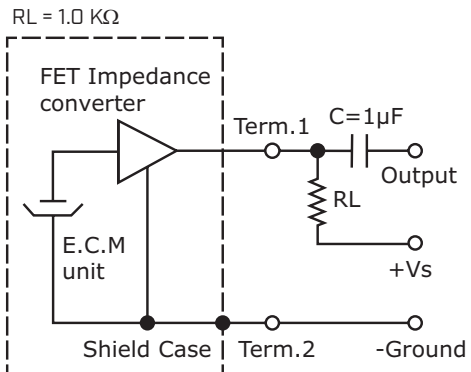 RL = 1.0 KΩ
FET Impedance
converter
Term.1
C=1µF
Output
RL
E.C.M
unit
+Vs
Shield Case
Term.2
-Ground